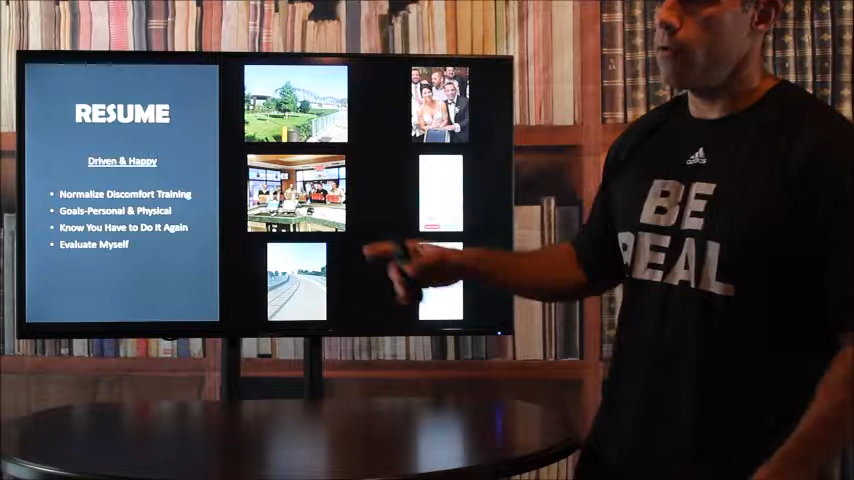 RESUME
Driven & Happy
• Normalize Discomfort Training
• Goals-Personal & Physical
• Know You Have to Do It Again
• Evaluate Myself
adidas
BE
REAL